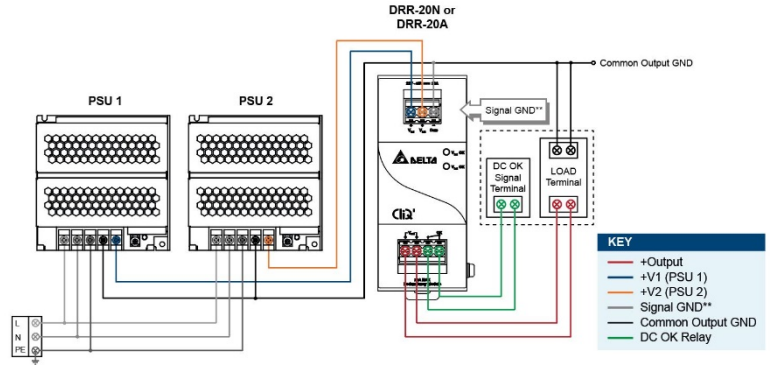 DRR-20N or
DRR-20A
Common Output GND
PSU 1
PSU 2
Signal GND**
DELTA
DC OK
Signal
Terminal
LOAD
Terminal
CliQ'
KEY
+Output
+V1 (PSU 1)
+V2 (PSU 2)
Signal GND**
Common Output GND
DC OK Relay
L
N
PE